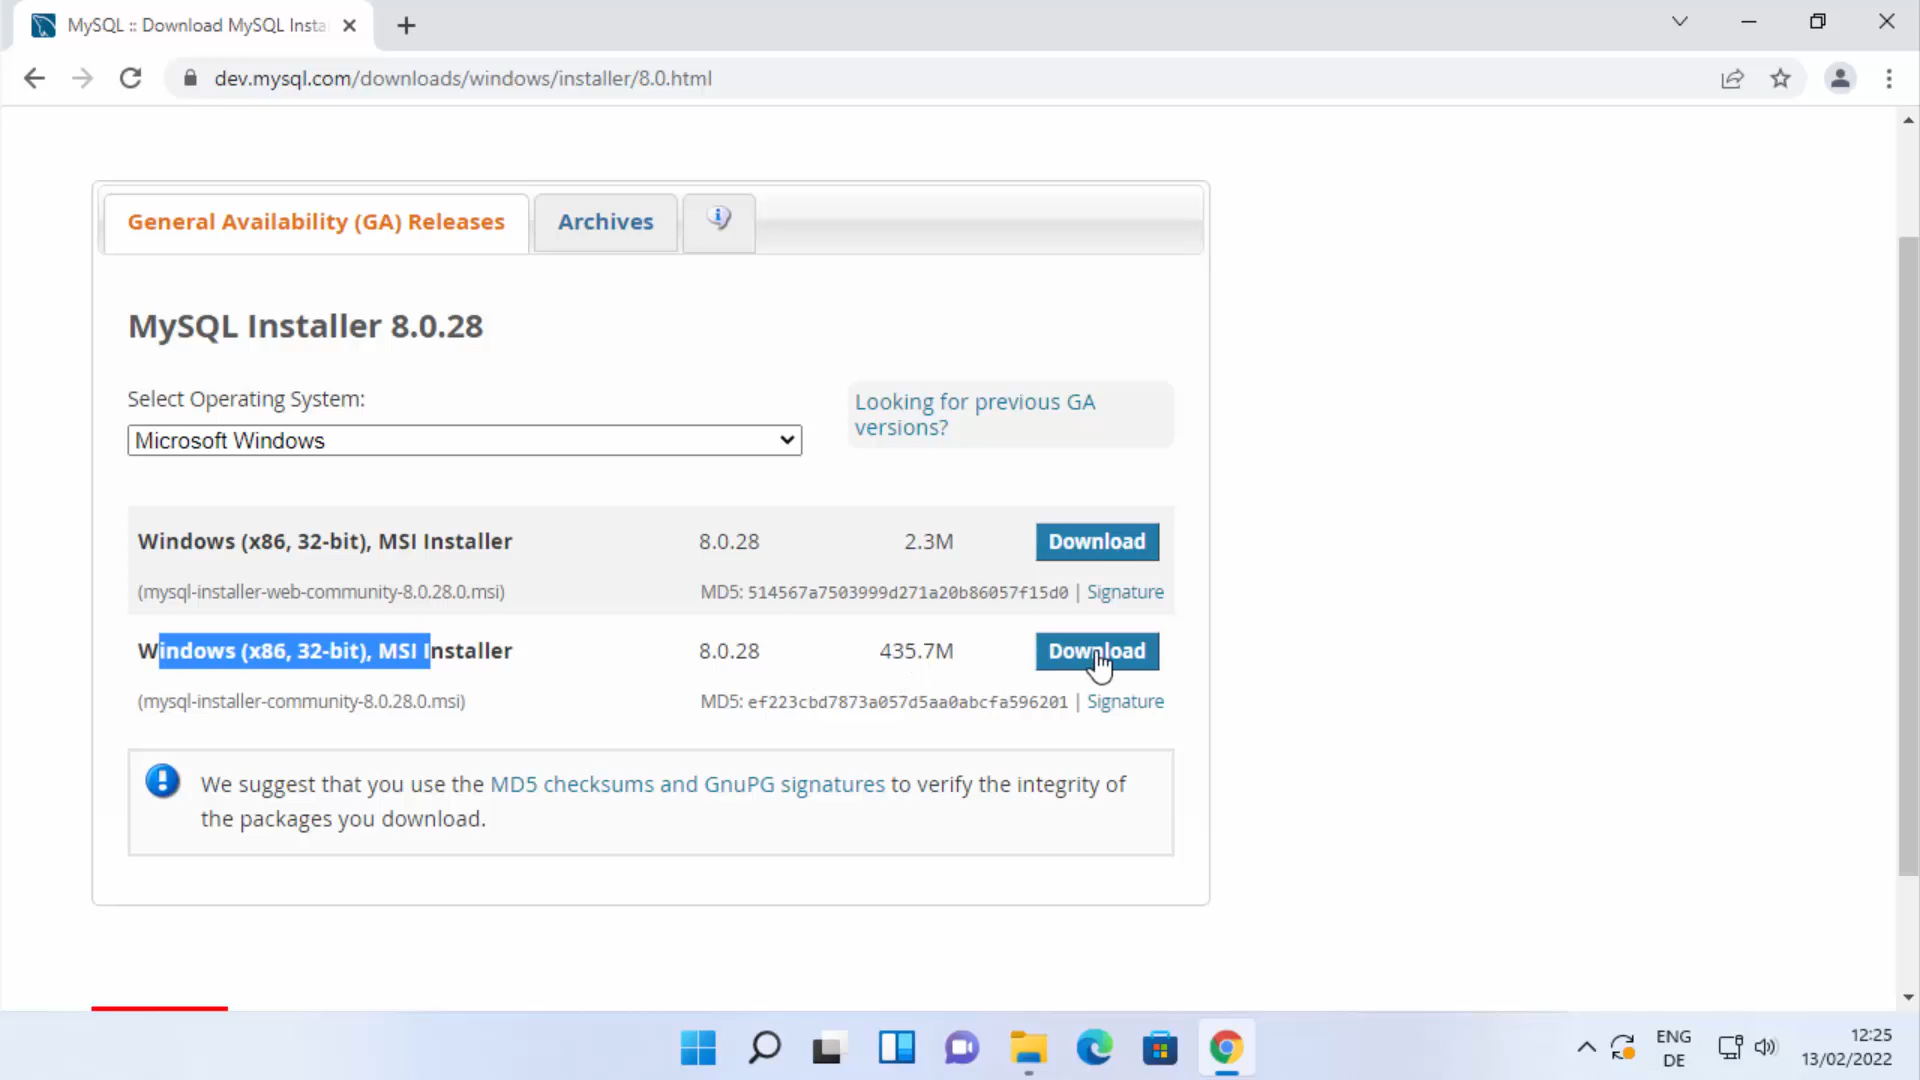 MySQL :: Download MySQL Insta
dev.mysql.com/downloads/windows/installer/8.0.html
General Availability (GA) Releases
Archives
i
MySQL Installer 8.0.28
Select Operating System:
Microsoft Windows
Looking for previous GA
versions?
Windows (x86, 32-bit), MSI Installer 8.0.28 2.3M Download
(mysql-installer-web-community-8.0.28.0.msi) MD5: 514567a7503999d271a20b86057f15d0 | Signature
Windows (x86, 32-bit), MSI Installer 8.0.28 435.7M Download
(mysql-installer-community-8.0.28.0.msi) MD5: ef223cbd7873a057d5aa0abcfa596201 | Signature
We suggest that you use the MD5 checksums and GnuPG signatures to verify the integrity of
the packages you download.
ENG
DE
12:25
13/02/2022